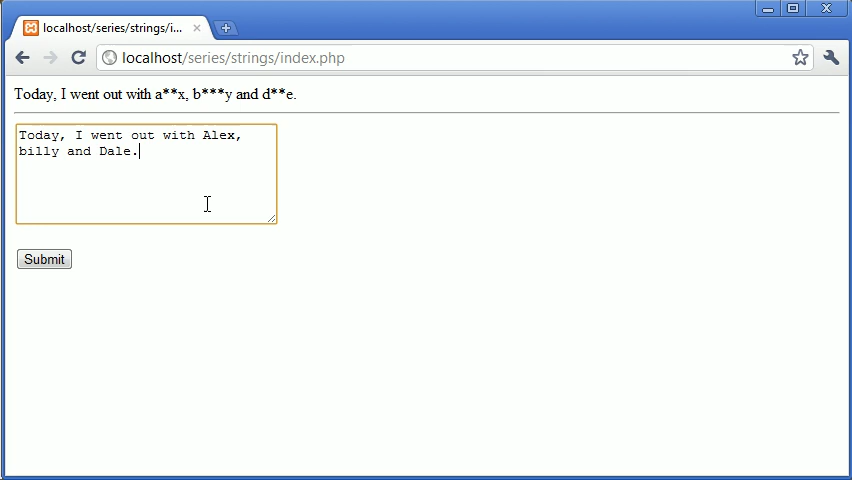 localhost/series/strings/i...
localhost/series/strings/index.php
Today, I went out with a**x, b***y and d**e.
Today, I went out with Alex,
billy and Dale.
Submit